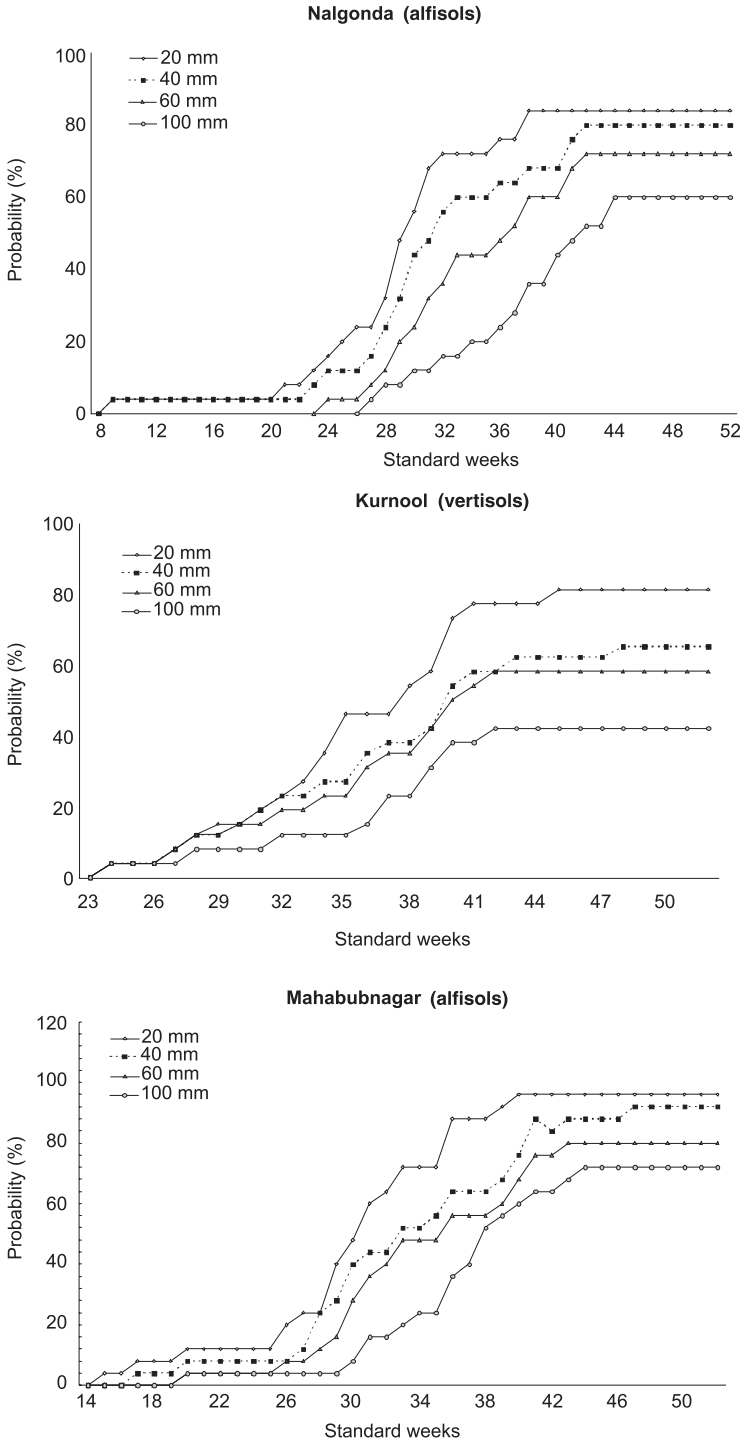 Nalgonda (alfisols)
100
80
60
40
20
0
Probability (%)
20 mm
40 mm
60 mm
100 mm
8 12 16 20 24 28 32 36 40 44 48 52
Standard weeks
Kurnool (vertisols)
100
80
60
40
20
0
Probability (%)
20 mm
40 mm
60 mm
100 mm
23 26 29 32 35 38 41 44 47 50
Standard weeks
Mahabubnagar (alfisols)
120
100
80
60
40
20
0
Probability (%)
20 mm
40 mm
60 mm
100 mm
14 18 22 26 30 34 38 42 46 50
Standard weeks